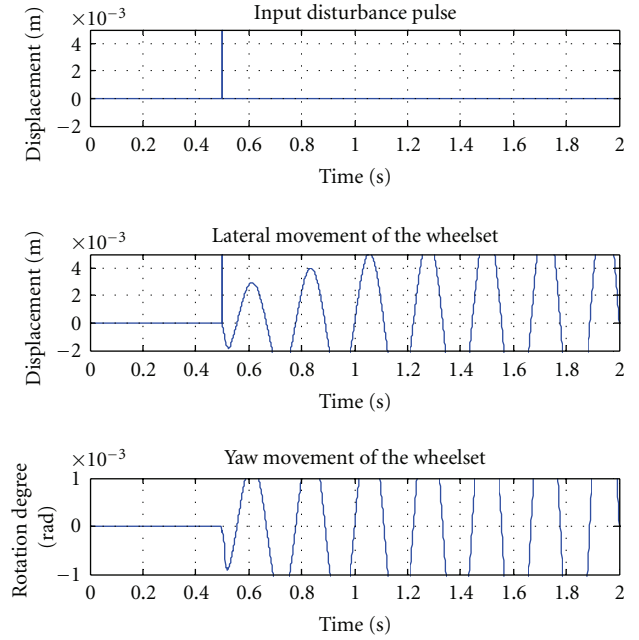 ×10⁻³
Input disturbance pulse
Displacement (m)
4
2
0
−2
0 0.2 0.4 0.6 0.8 1 1.2 1.4 1.6 1.8 2
Time (s)
×10⁻³
Lateral movement of the wheelset
Displacement (m)
4
2
0
−2
0 0.2 0.4 0.6 0.8 1 1.2 1.4 1.6 1.8 2
Time (s)
×10⁻³
Yaw movement of the wheelset
Rotation degree
(rad)
1
0
−1
0 0.2 0.4 0.6 0.8 1 1.2 1.4 1.6 1.8 2
Time (s)